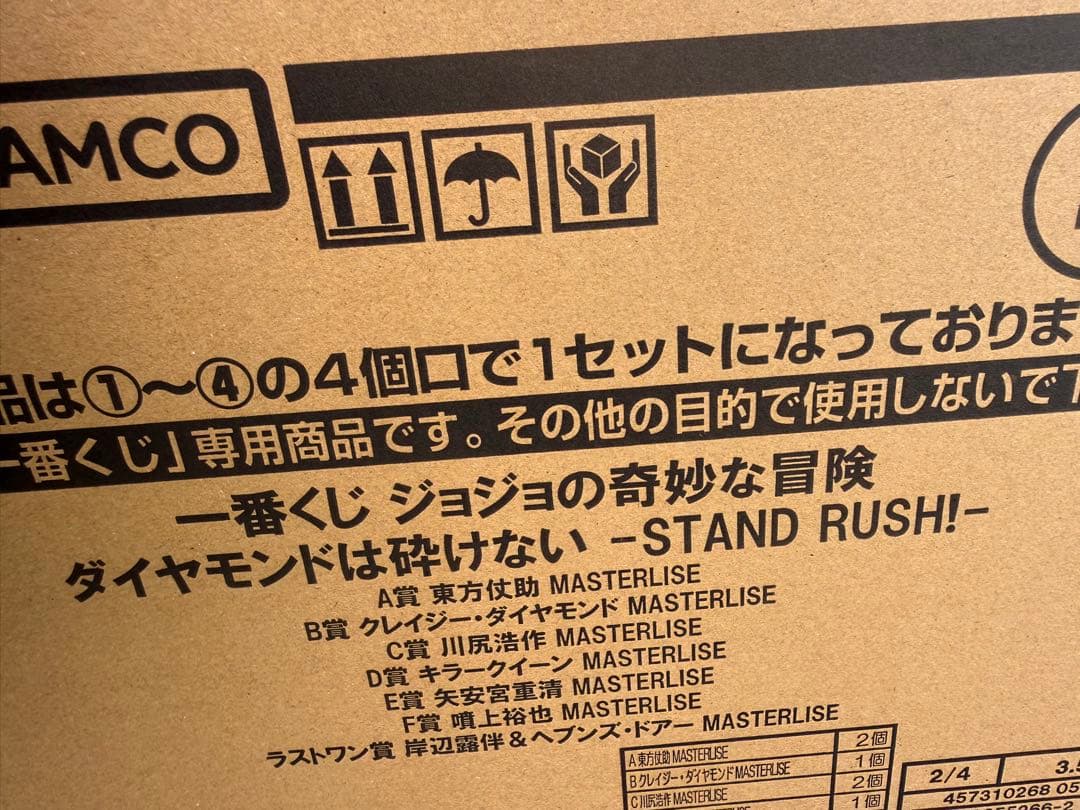 AMCO
品は①～④の4個口で1セットになっておりま
一番くじ」専用商品です。その他の目的で使用しないで下
一番くじ ジョジョの奇妙な冒険
ダイヤモンドは砕けない -STAND RUSH!-
A賞 東方仗助 MASTERLISE
B賞 クレイジー・ダイヤモンド MASTERLISE
C賞 川尻浩作 MASTERLISE
D賞 キラークイーン MASTERLISE
E賞 矢安宮重清 MASTERLISE
F賞 噴上裕也 MASTERLISE
ラストワン賞 岸辺露伴＆ヘブンズ・ドアー MASTERLISE
A 東方仗助 MASTERLISE 2個
B クレイジー・ダイヤモンド MASTERLISE 1個
C 川尻浩作 MASTERLISE 2個
1個
2/4 3.5
457310268 05